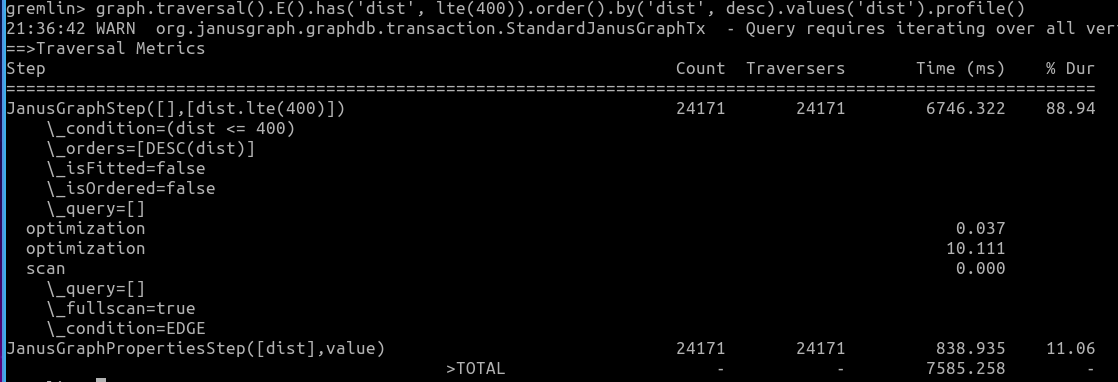 gremlin> graph.traversal().E().has('dist', lte(400)).order().by('dist', desc).values('dist').profile()
21:36:42 WARN  org.janusgraph.graphdb.transaction.StandardJanusGraphTx  - Query requires iterating over all ver
==>Traversal Metrics
Step Count Traversers Time (ms) % Dur
=============================================================================================================
JanusGraphStep([],[dist.lte(400)]) 24171 24171 6746.322 88.94
\_condition=(dist <= 400)
\_orders=[DESC(dist)]
\_isFitted=false
\_isOrdered=false
\_query=[]
optimization 0.037
optimization 10.111
scan 0.000
\_query=[]
\_fullscan=true
\_condition=EDGE
JanusGraphPropertiesStep([dist],value) 24171 24171 838.935 11.06
>TOTAL - - 7585.258 -